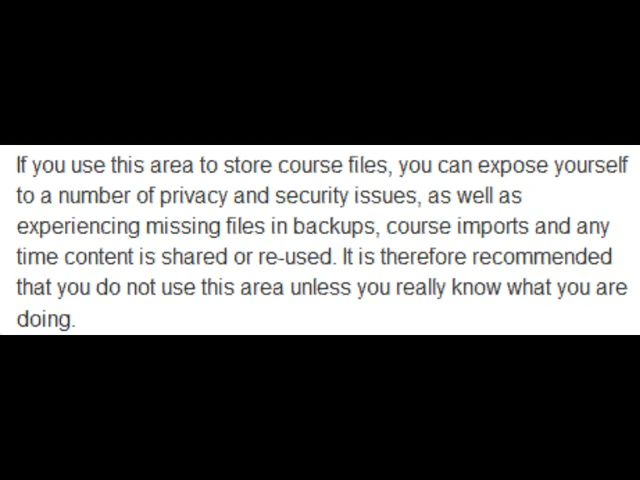 If you use this area to store course files, you can expose yourself
to a number of privacy and security issues, as well as
experiencing missing files in backups, course imports and any
time content is shared or re-used. It is therefore recommended
that you do not use this area unless you really know what you are
doing.